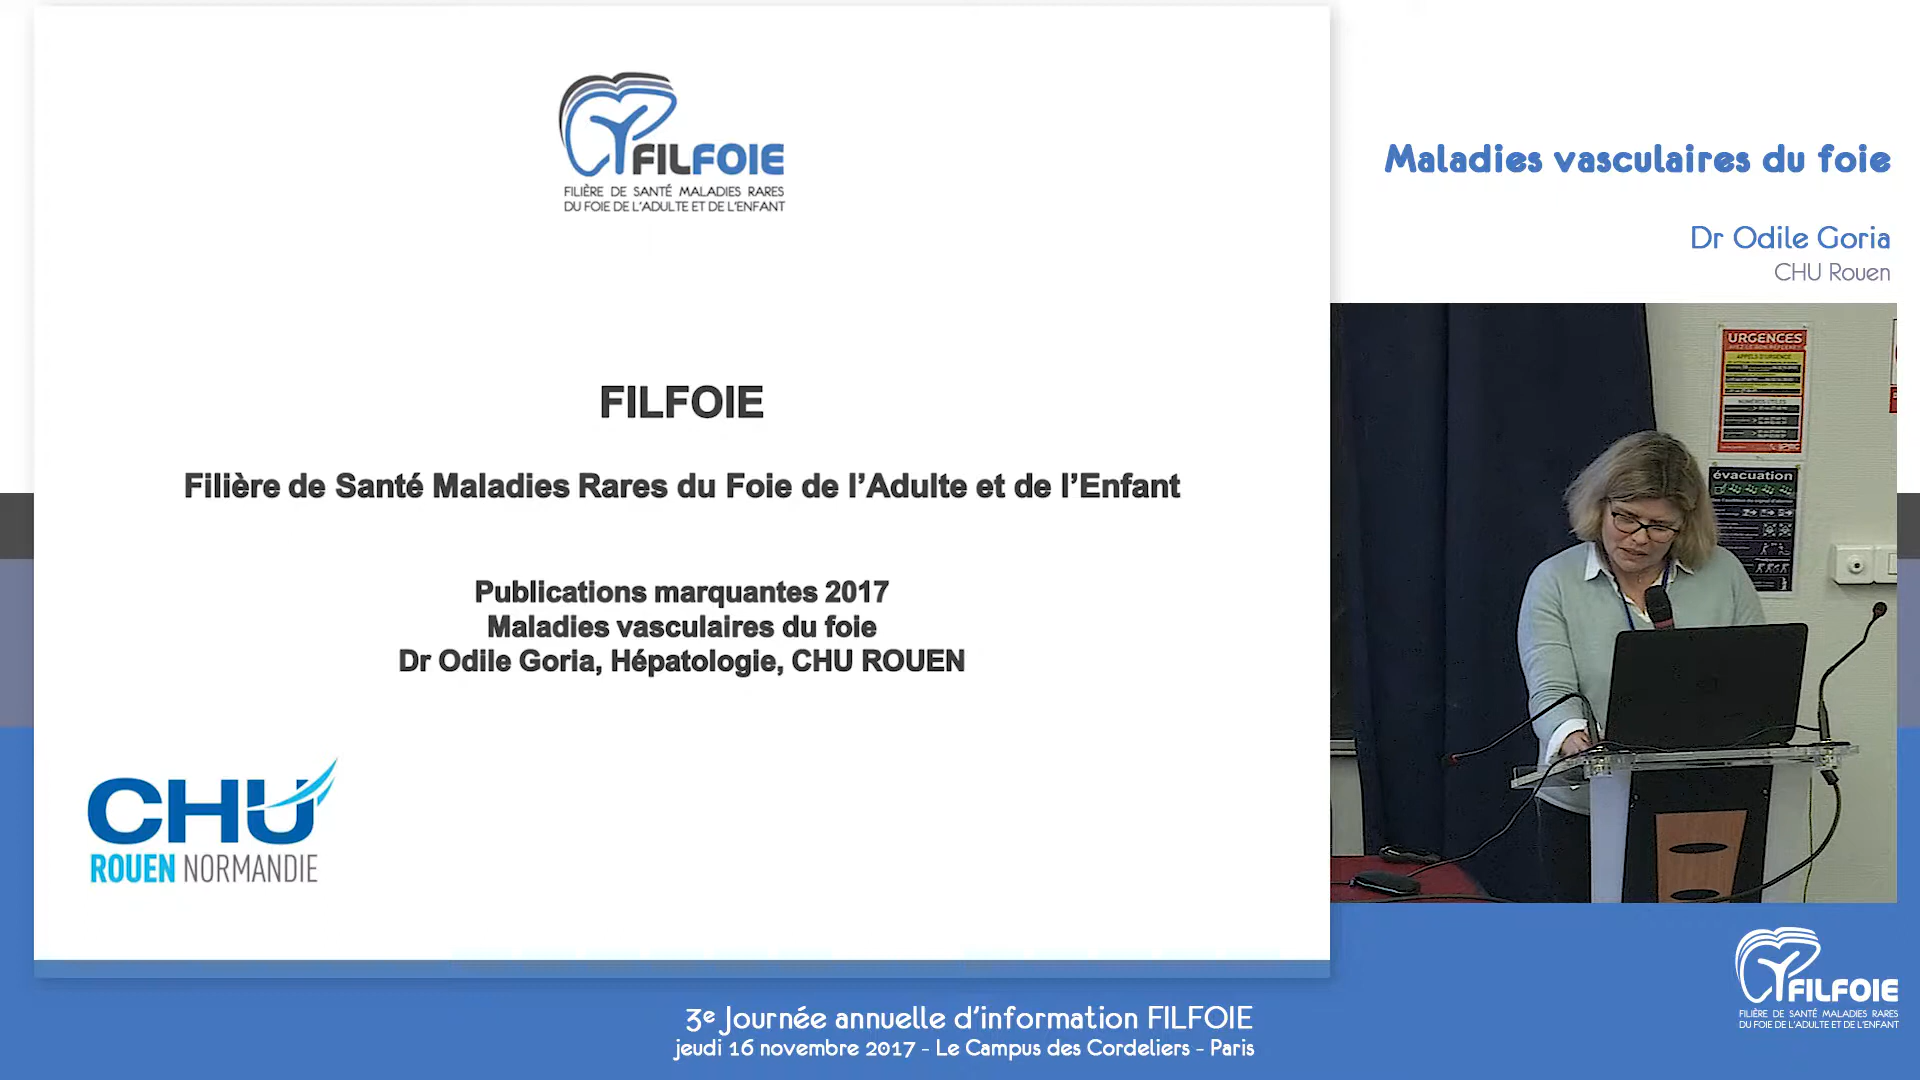 FILFOIE
FILIÈRE DE SANTÉ MALADIES RARES
DU FOIE DE L'ADULTE ET DE L'ENFANT
FILFOIE
Filière de Santé Maladies Rares du Foie de l’Adulte et de l’Enfant
Publications marquantes 2017
Maladies vasculaires du foie
Dr Odile Goria, Hépatologie, CHU ROUEN
CHU
ROUEN NORMANDIE
Maladies vasculaires du foie
Dr Odile Goria
CHU Rouen
URGENCES
APPELS D'URGENCE
NUMÉROS UTILES
évacuation
FILFOIE
FILIÈRE DE SANTÉ MALADIES RARES
DU FOIE DE L'ADULTE ET DE L'ENFANT
3e Journée annuelle d’information FILFOIE
jeudi 16 novembre 2017 - Le Campus des Cordeliers - Paris